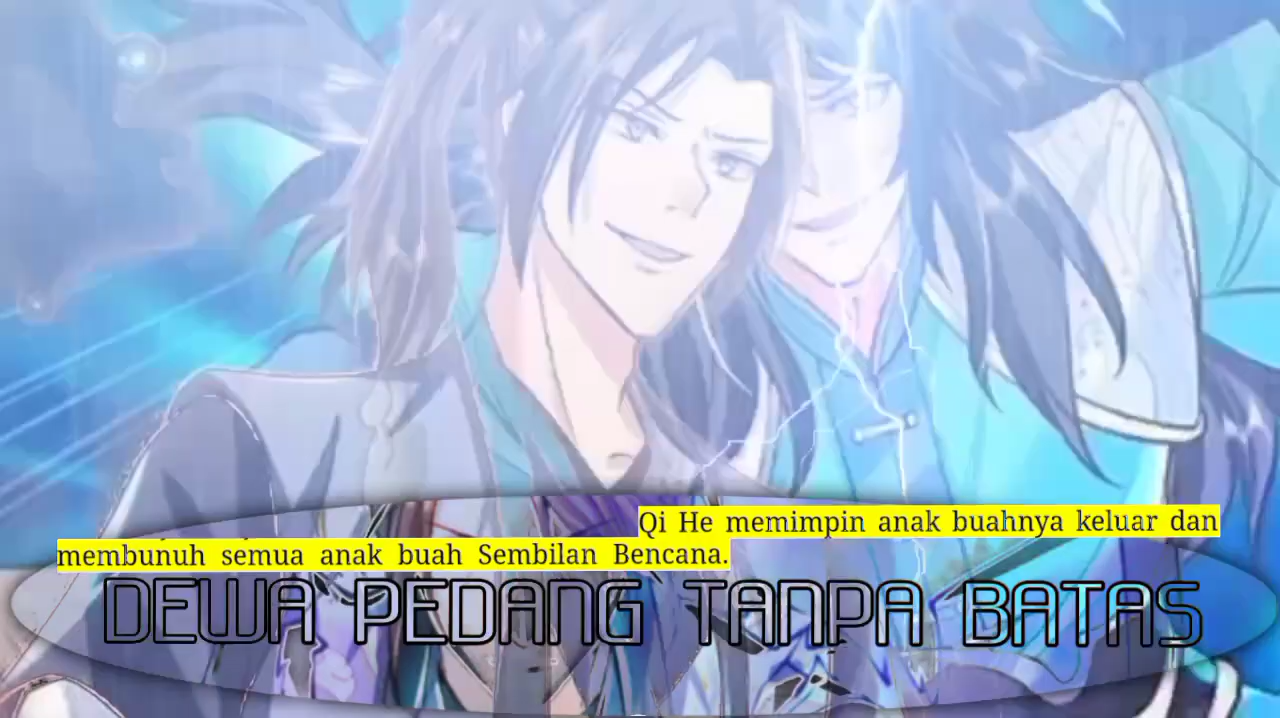 Qi He memimpin anak buahnya keluar dan
membunuh semua anak buah Sembilan Bencana.
DEWA PEDANG TANPA BATAS